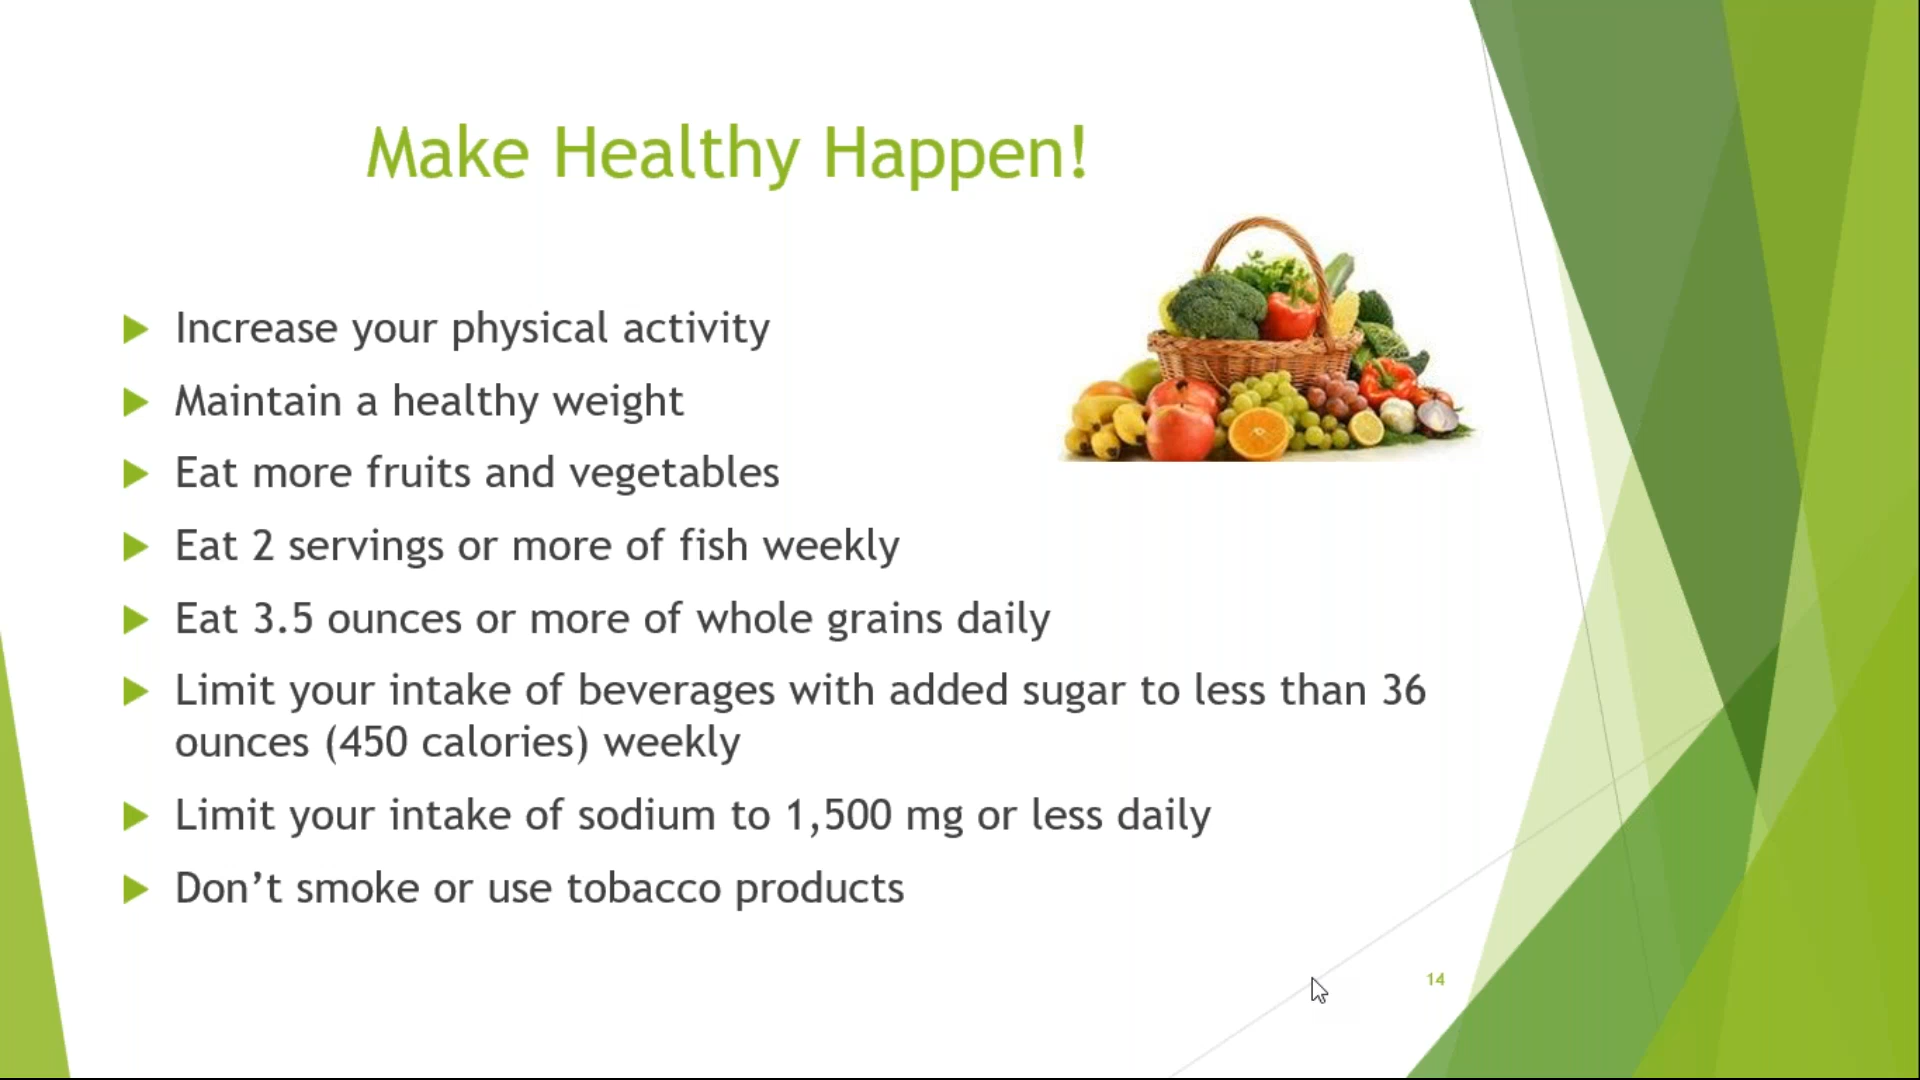 Make Healthy Happen!
Increase your physical activity
Maintain a healthy weight
Eat more fruits and vegetables
Eat 2 servings or more of fish weekly
Eat 3.5 ounces or more of whole grains daily
Limit your intake of beverages with added sugar to less than 36
ounces (450 calories) weekly
Limit your intake of sodium to 1,500 mg or less daily
Don’t smoke or use tobacco products
14